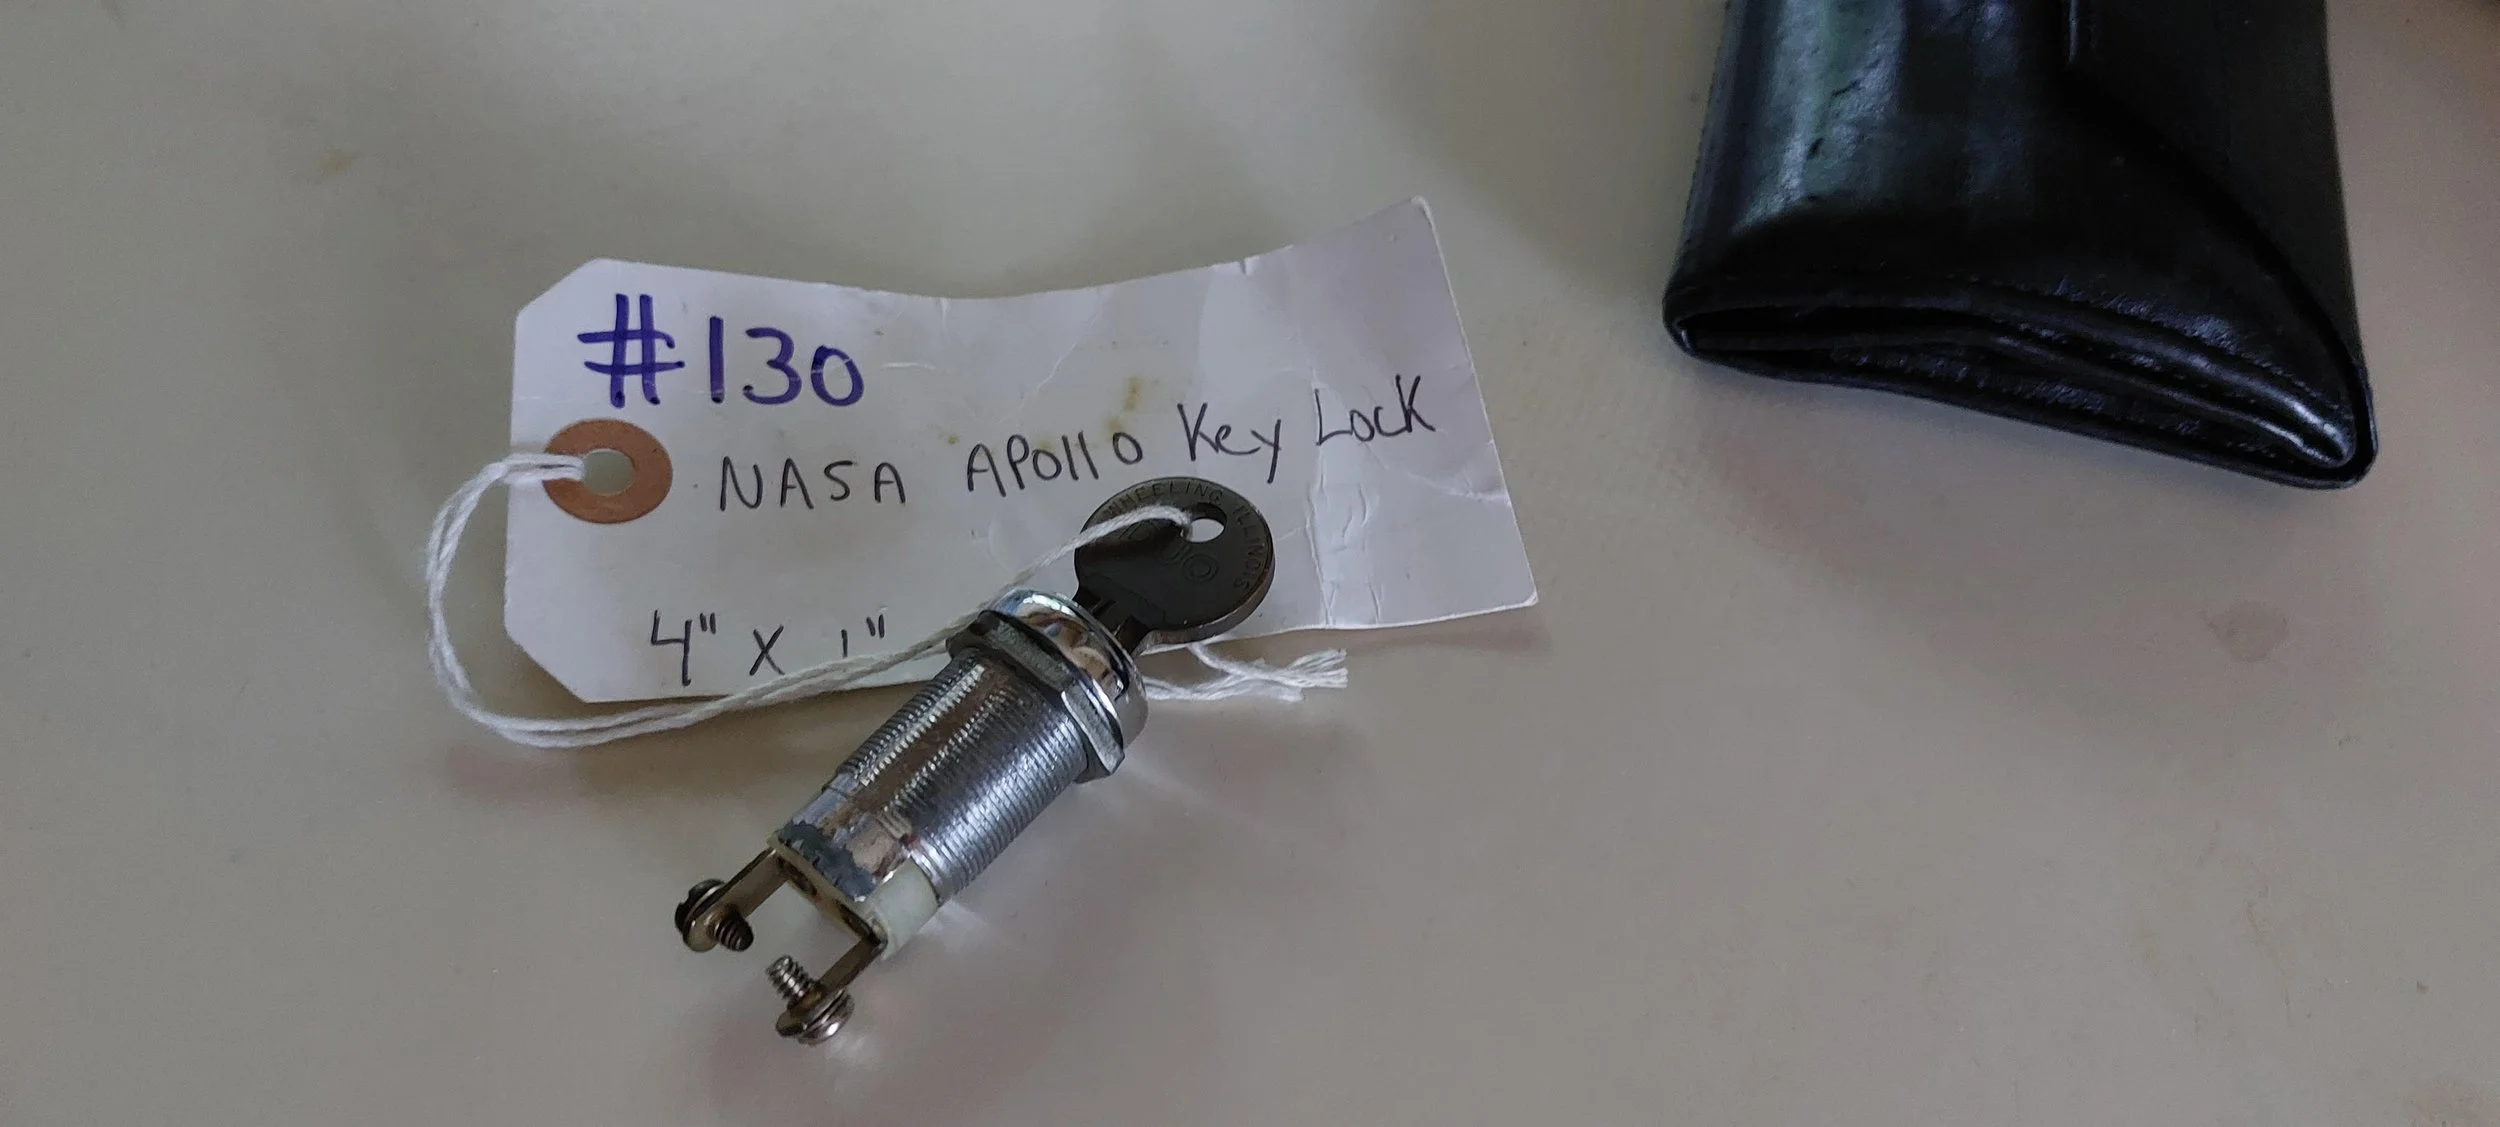 #130
NASA APollo Key Lock
4" X 1"
WHEELING ILLINOIS